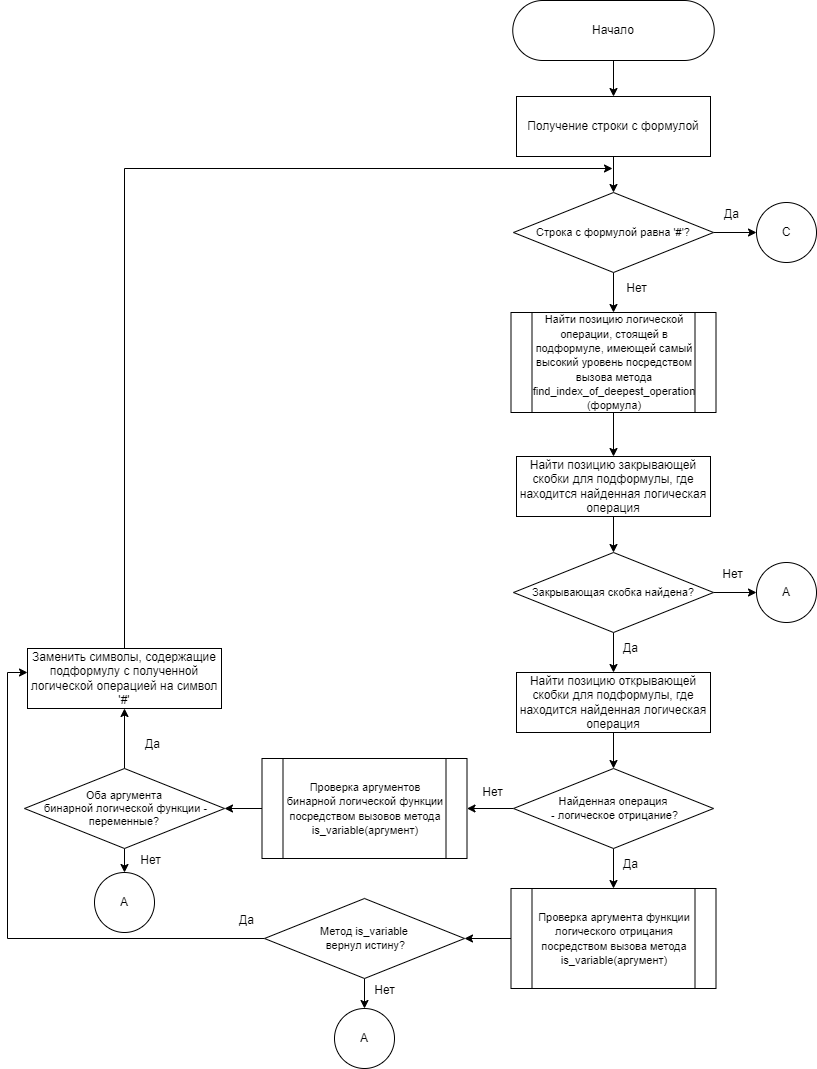 Начало
Получение строки с формулой
Да
Строка с формулой равна '#'?
C
Нет
Найти позицию логической
операции, стоящей в
подформуле, имеющей самый
высокий уровень посредством
вызова метода
find_index_of_deepest_operation
(формула)
Найти позицию закрывающей
скобки для подформулы, где
находится найденная логическая
операция
Нет
Закрывающая скобка найдена?
A
Да
Найти позицию открывающей
скобки для подформулы, где
находится найденная логическая
операция
Заменить символы, содержащие
подформулу с полученной
логической операцией на символ
'#'
Да
Найденная операция
- логическое отрицание?
Нет
Проверка аргументов
бинарной логической функции
посредством вызовов метода
is_variable(аргумент)
Оба аргумента
бинарной логической функции -
переменные?
Нет
A
Да
Проверка аргумента функции
логического отрицания
посредством вызова метода
is_variable(аргумент)
Метод is_variable
вернул истину?
Да
Нет
A